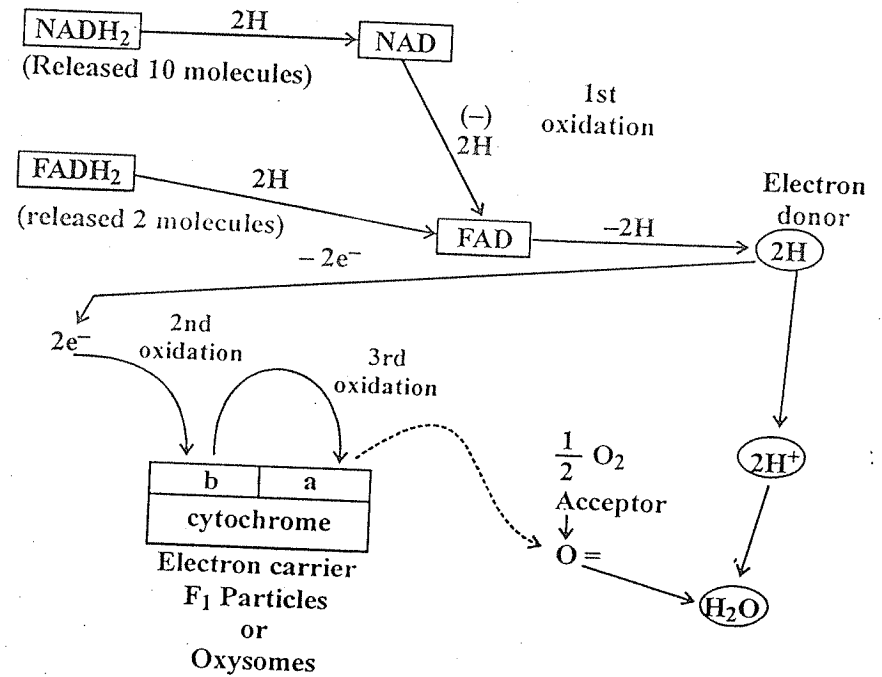 NADH₂
2H
NAD
(Released 10 molecules)
(–)
2H
1st
oxidation
FADH₂
2H
(released 2 molecules)
FAD
–2H
Electron
donor
2H
– 2e⁻
2e⁻
2nd
oxidation
3rd
oxidation
b
a
cytochrome
Electron carrier
F₁ Particles
or
Oxysomes
1/2 O₂
Acceptor
O =
2H⁺
H₂O